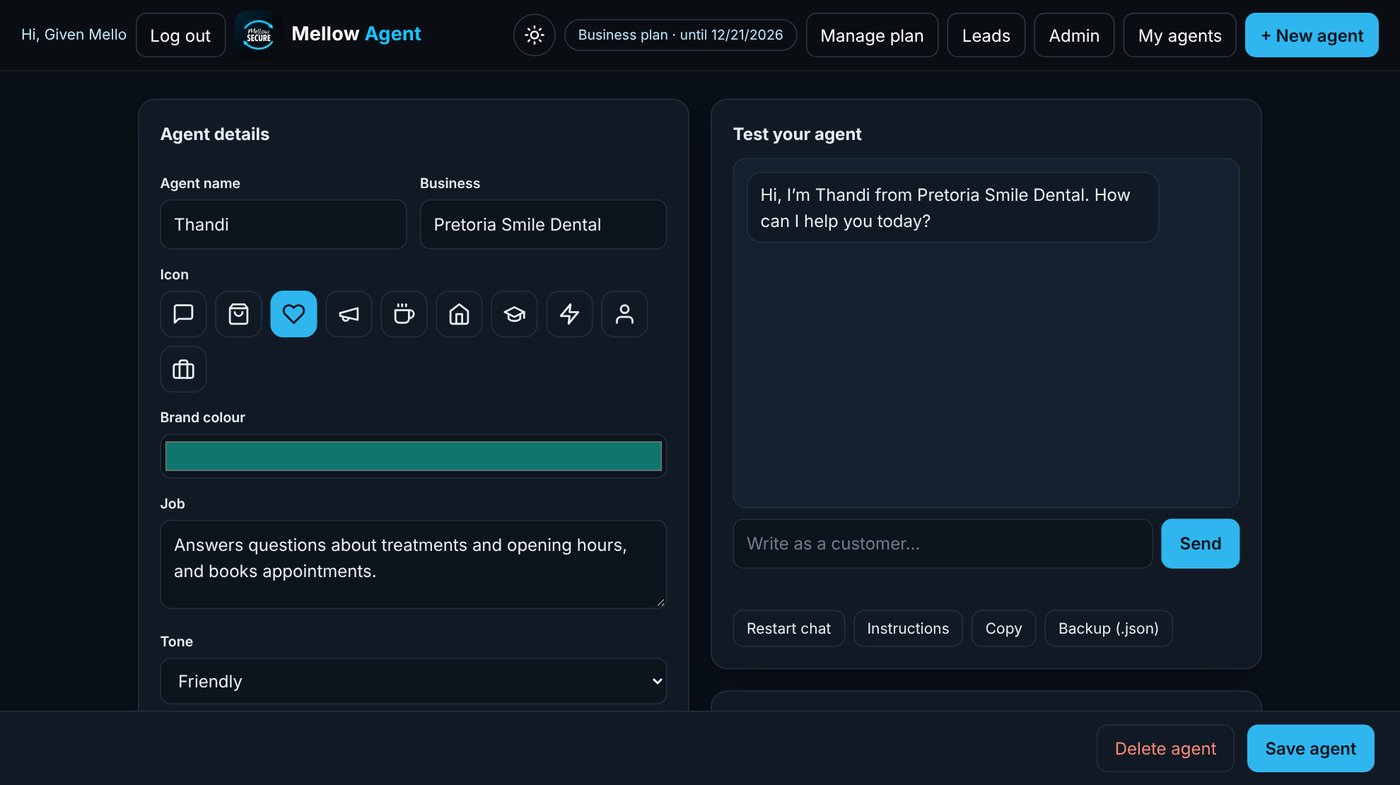 Hi, Given Mello
Log out
Mellow
SECURE
Mellow Agent
Business plan · until 12/21/2026
Manage plan
Leads
Admin
My agents
+ New agent
Agent details
Agent name
Business
Thandi
Pretoria Smile Dental
Icon
Brand colour
Job
Answers questions about treatments and opening hours,
and books appointments.
Tone
Friendly
Test your agent
Hi, I’m Thandi from Pretoria Smile Dental. How
can I help you today?
Write as a customer...
Send
Restart chat
Instructions
Copy
Backup (.json)
Delete agent
Save agent